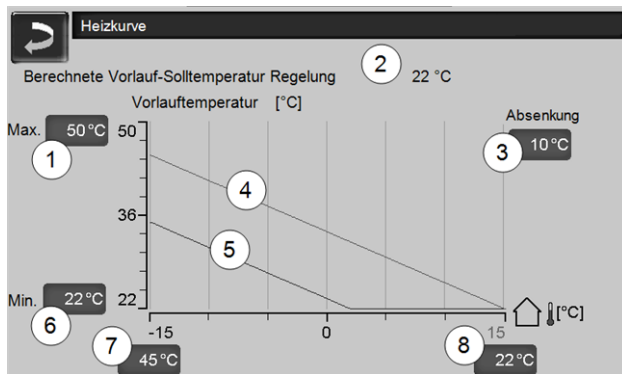 Heizkurve
Berechnete Vorlauf-Solltemperatur Regelung 2 22 °C
Vorlauftemperatur [°C]
Absenkung
Max. 50°C 50
10°C
1
3
4
36
5
Min. 22°C 22
[°C]
6
-15 0 15
7 8
45°C 22°C